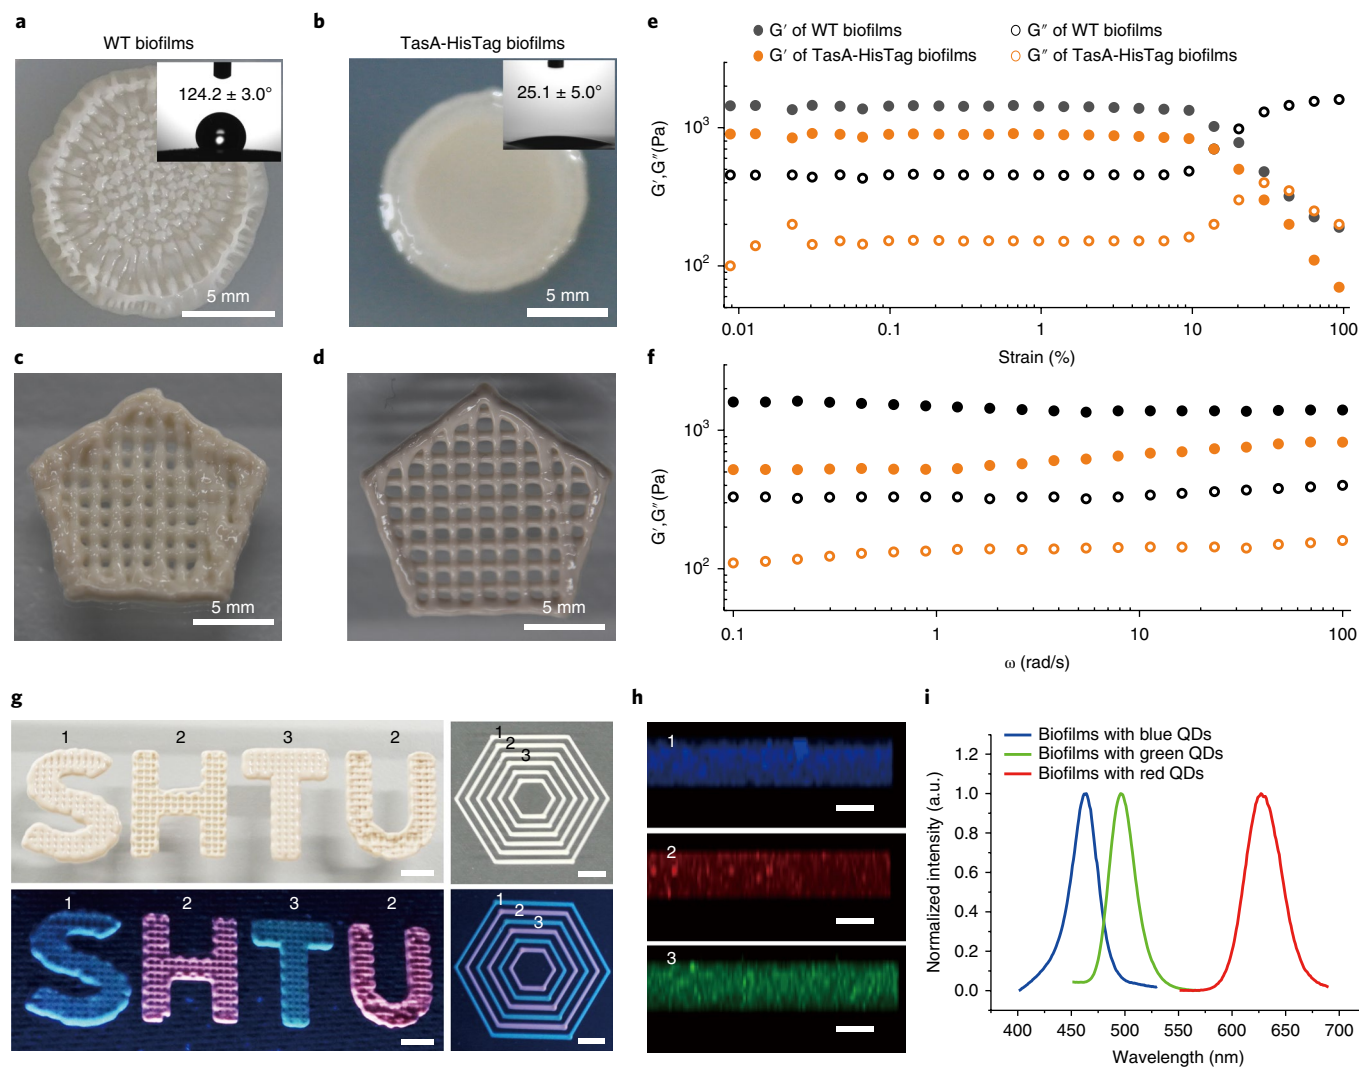 a
WT biofilms
124.2 ± 3.0°
5 mm
b
TasA-HisTag biofilms
25.1 ± 5.0°
5 mm
c
5 mm
d
5 mm
e
G′ of WT biofilms
G″ of WT biofilms
G′ of TasA-HisTag biofilms
G″ of TasA-HisTag biofilms
G′,G″(Pa)
10³
10²
0.01 0.1 1 10 100
Strain (%)
f
G′,G″(Pa)
10³
10²
0.1 1 10 100
ω (rad/s)
g
1 2 3 2
1
2
3
1 2 3 2
1
2
3
h
1
2
3
i
Biofilms with blue QDs
Biofilms with green QDs
Biofilms with red QDs
Normalized intensity (a.u.)
1.2
1.0
0.8
0.6
0.4
0.2
0.0
400 450 500 550 600 650 700
Wavelength (nm)